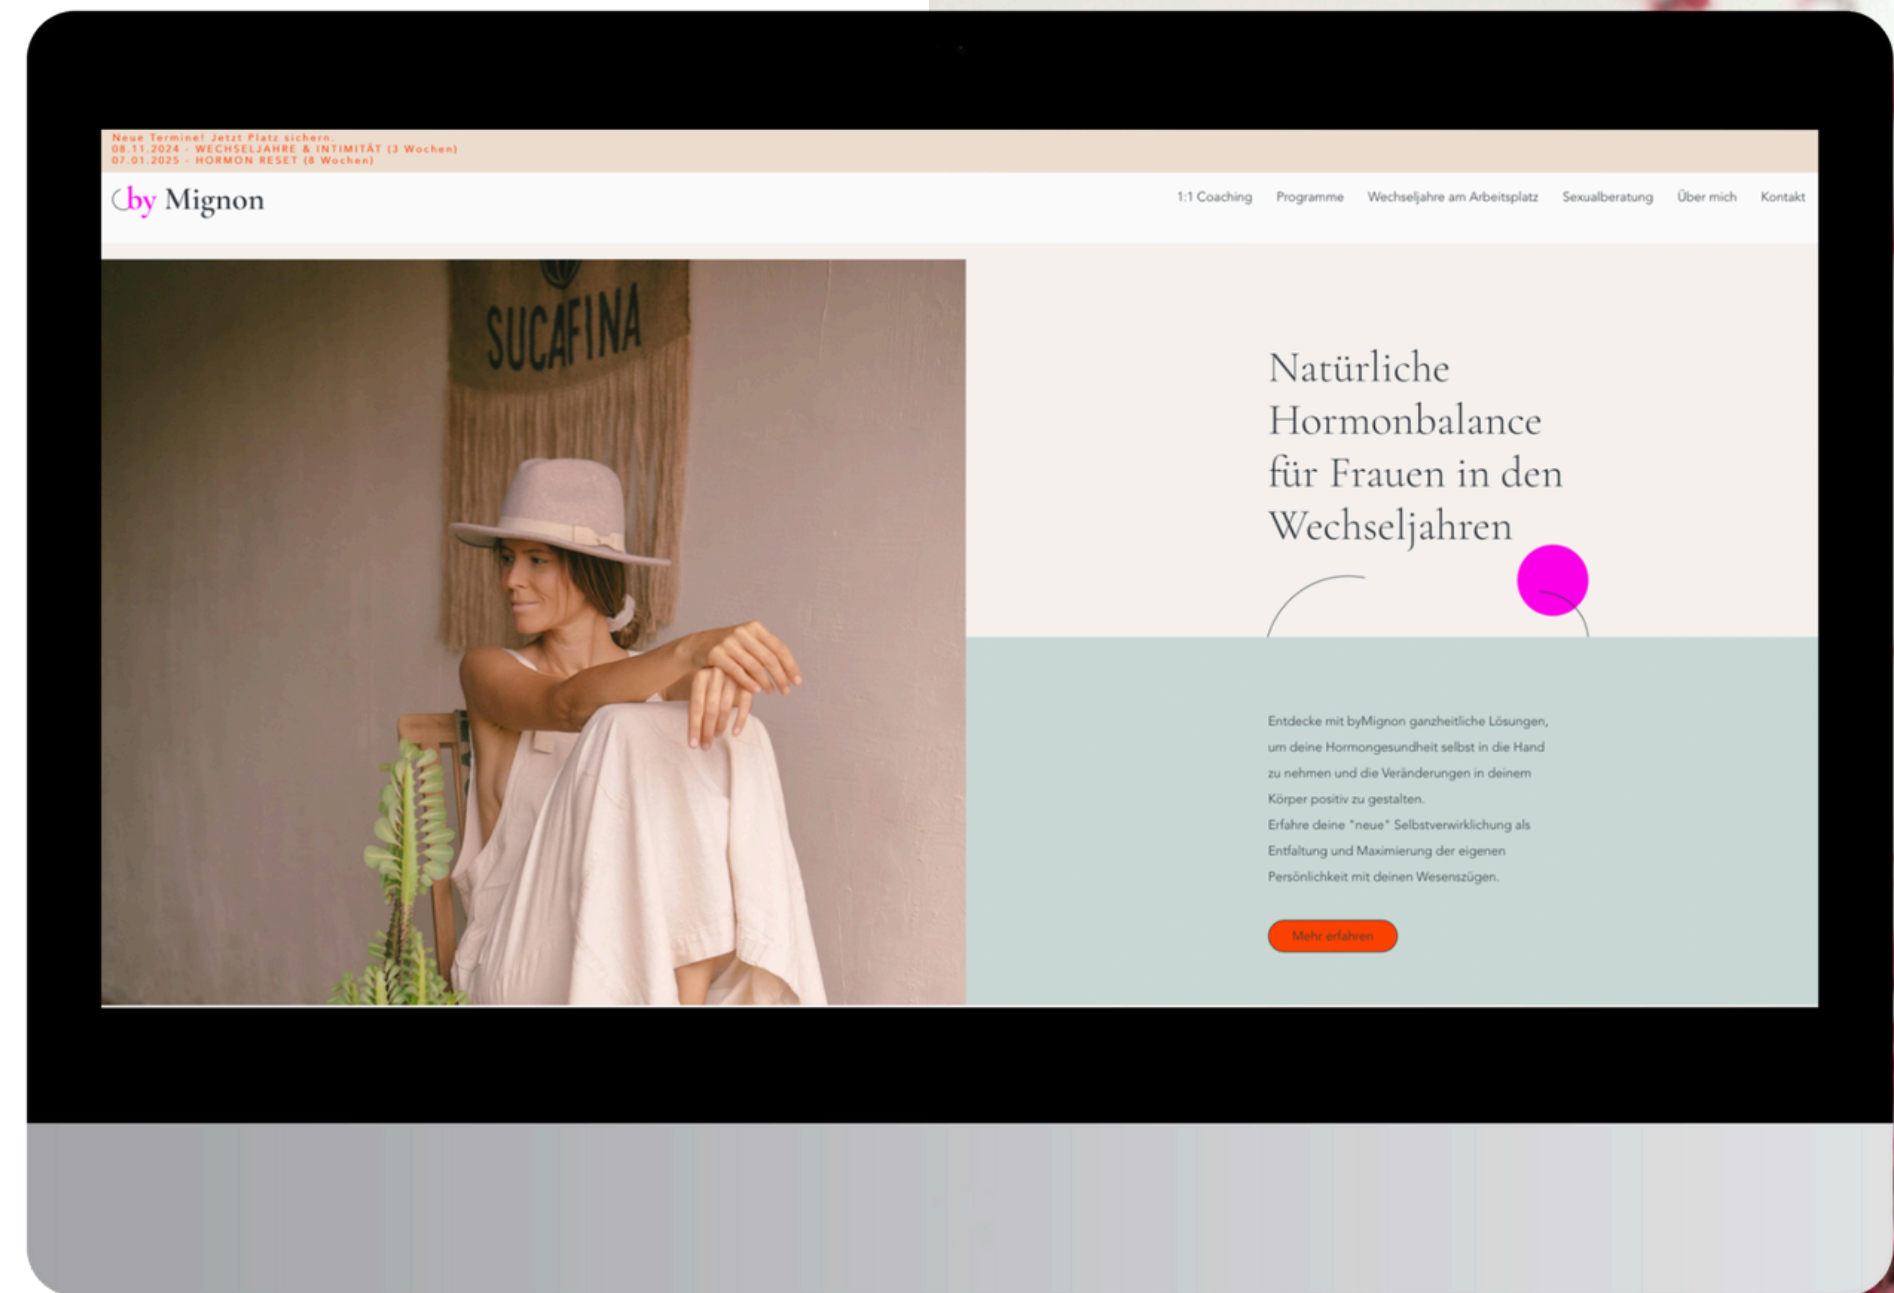 Neue Termine! Jetzt Platz sichern.
08.11.2024 - WECHSELJAHRE & INTIMITÄT (3 Wochen)
07.01.2025 - HORMON RESET (8 Wochen)
by Mignon
1:1 Coaching Programme Wechseljahre am Arbeitsplatz Sexualberatung Über mich Kontakt
SUCAFINA
Natürliche
Hormonbalance
für Frauen in den
Wechseljahren
Entdecke mit byMignon ganzheitliche Lösungen,
um deine Hormongesundheit selbst in die Hand
zu nehmen und die Veränderungen in deinem
Körper positiv zu gestalten.
Erfahre deine "neue" Selbstverwirklichung als
Entfaltung und Maximierung der eigenen
Persönlichkeit mit deinen Wesenszügen.
Mehr erfahren